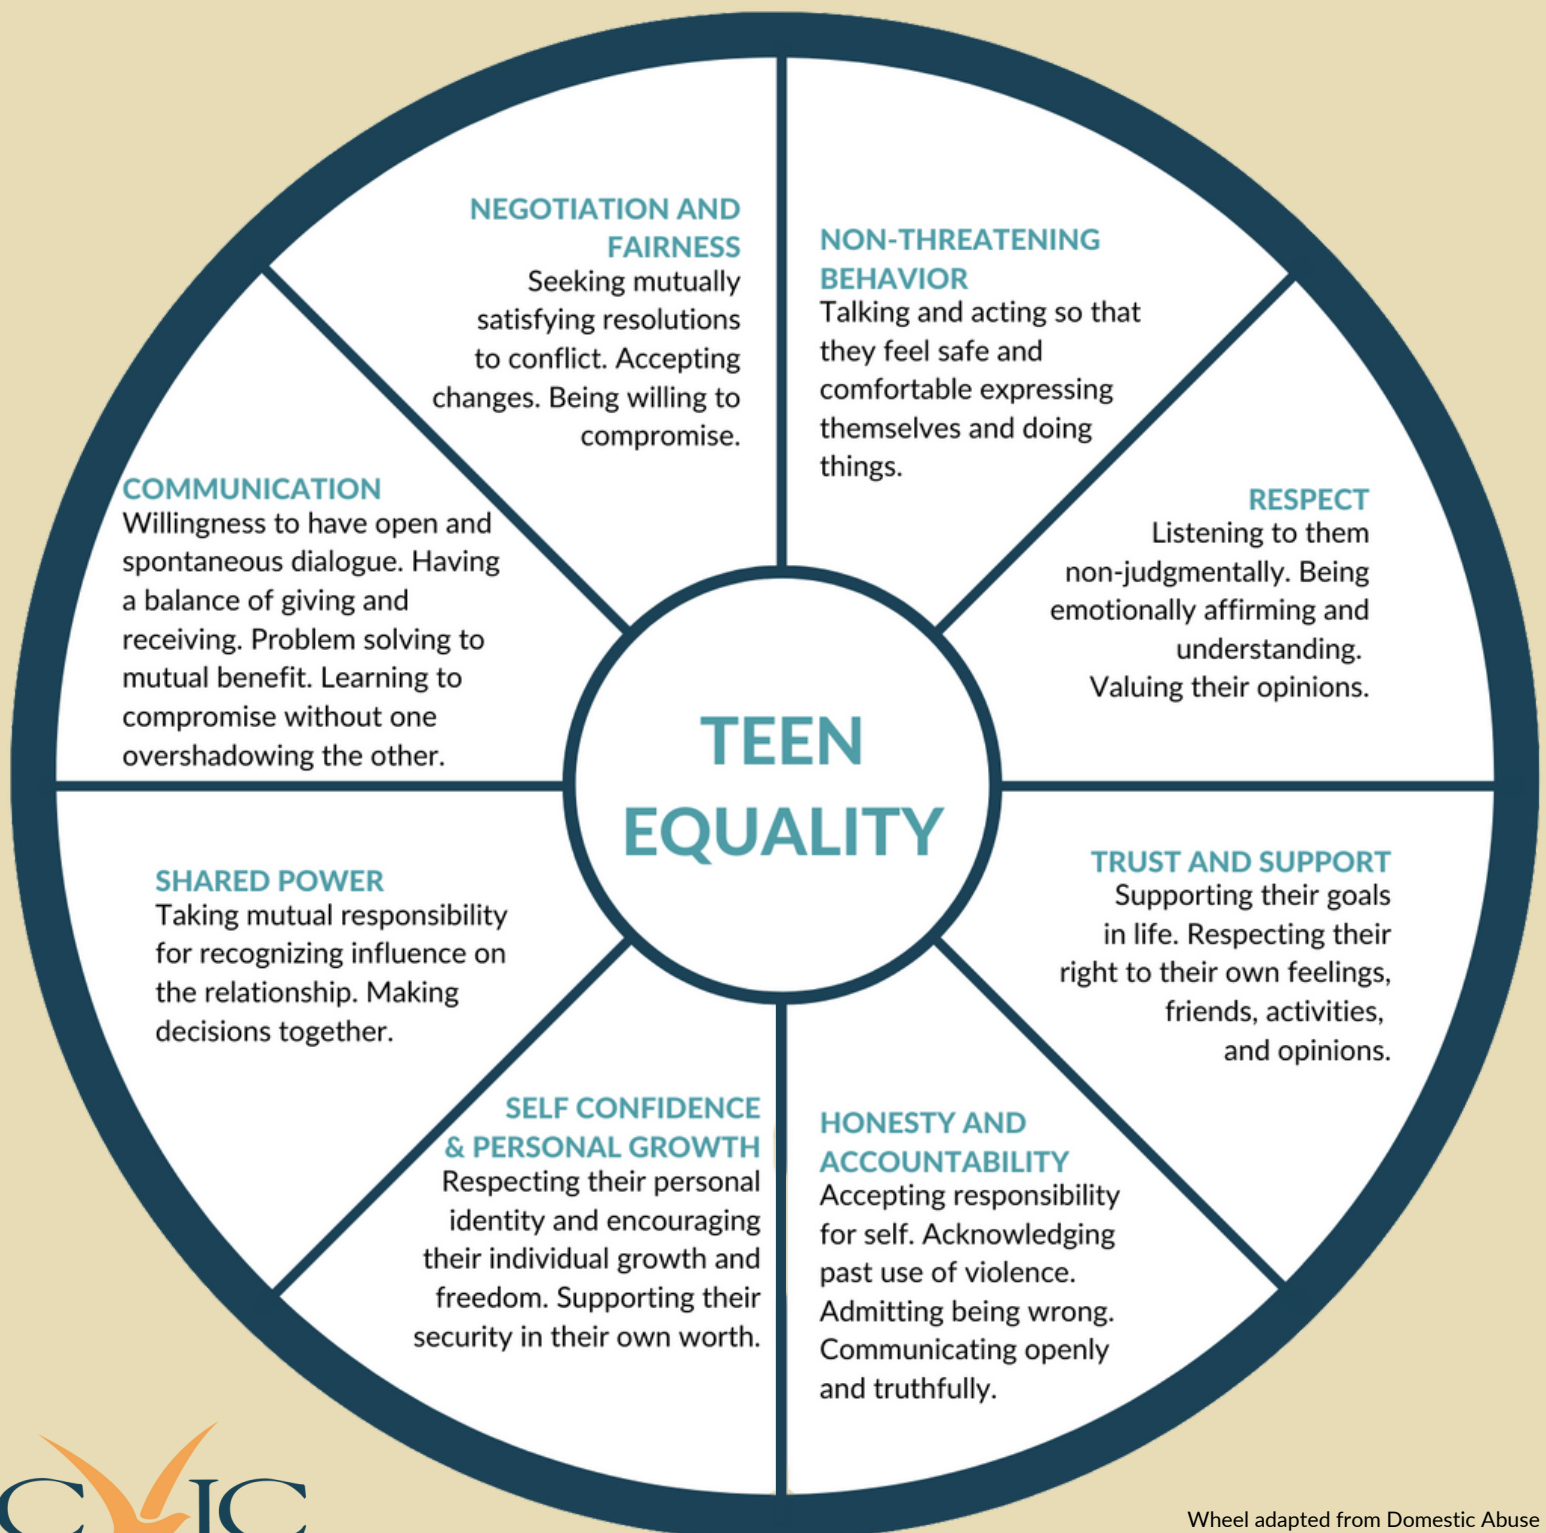 NEGOTIATION AND
FAIRNESS
Seeking mutually
satisfying resolutions
to conflict. Accepting
changes. Being willing to
compromise.
NON-THREATENING
BEHAVIOR
Talking and acting so that
they feel safe and
comfortable expressing
themselves and doing
things.
RESPECT
Listening to them
non-judgmentally. Being
emotionally affirming and
understanding.
Valuing their opinions.
TRUST AND SUPPORT
Supporting their goals
in life. Respecting their
right to their own feelings,
friends, activities,
and opinions.
HONESTY AND
ACCOUNTABILITY
Accepting responsibility
for self. Acknowledging
past use of violence.
Admitting being wrong.
Communicating openly
and truthfully.
SELF CONFIDENCE
& PERSONAL GROWTH
Respecting their personal
identity and encouraging
their individual growth and
freedom. Supporting their
security in their own worth.
SHARED POWER
Taking mutual responsibility
for recognizing influence on
the relationship. Making
decisions together.
COMMUNICATION
Willingness to have open and
spontaneous dialogue. Having
a balance of giving and
receiving. Problem solving to
mutual benefit. Learning to
compromise without one
overshadowing the other.
TEEN
EQUALITY
CVIC
Wheel adapted from Domestic Abuse